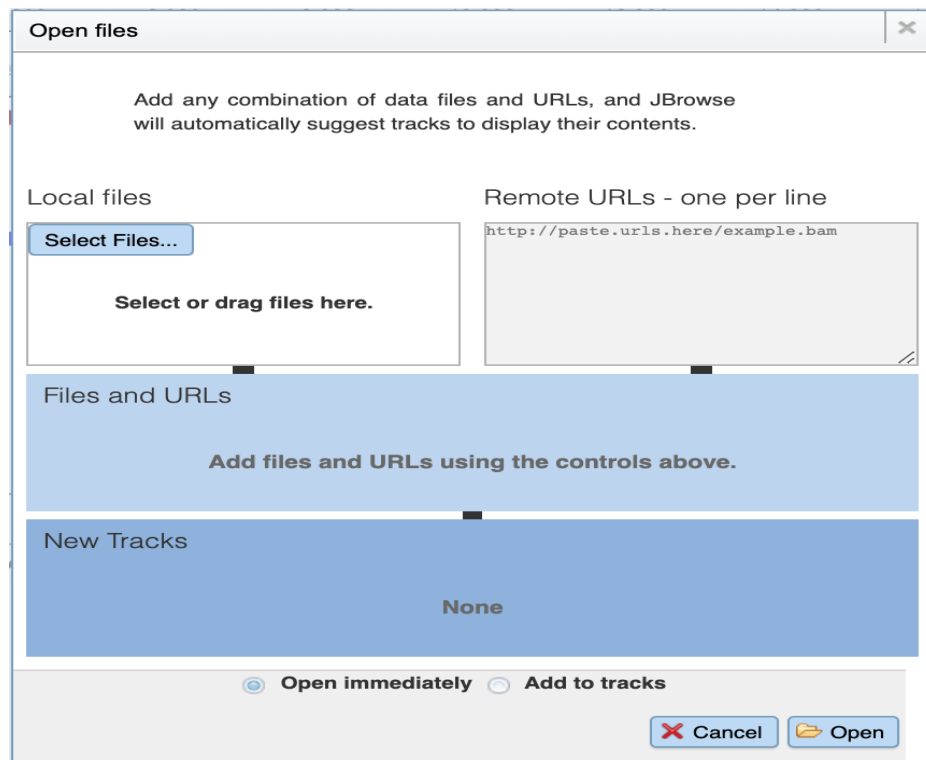 Open files
Add any combination of data files and URLs, and JBrowse
will automatically suggest tracks to display their contents.
Local files
Remote URLs - one per line
Select Files...
http://paste.urls.here/example.bam
Select or drag files here.
Files and URLs
Add files and URLs using the controls above.
New Tracks
None
Open immediately
Add to tracks
Cancel
Open